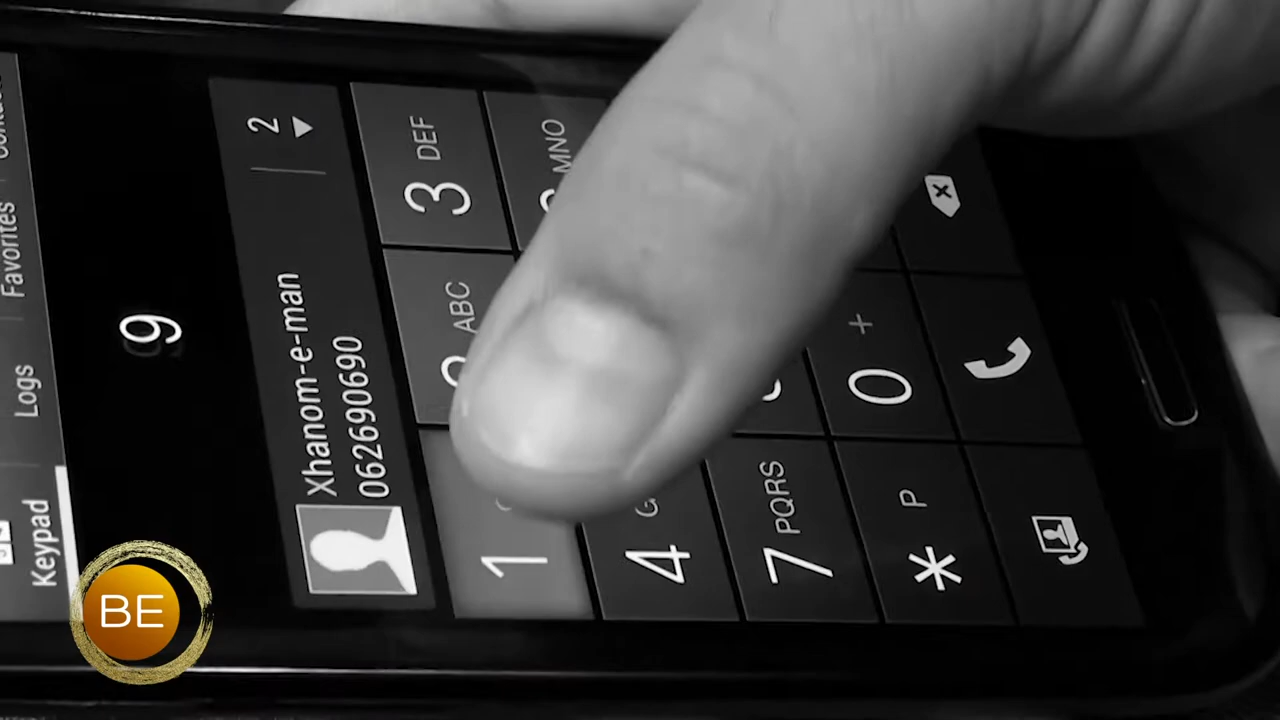 Keypad Logs Favorites
9
Xhanom-e-man
062690690
2
1
ABC
3 DEF
4
MNO
7 PQRS
* P
0 +
BE